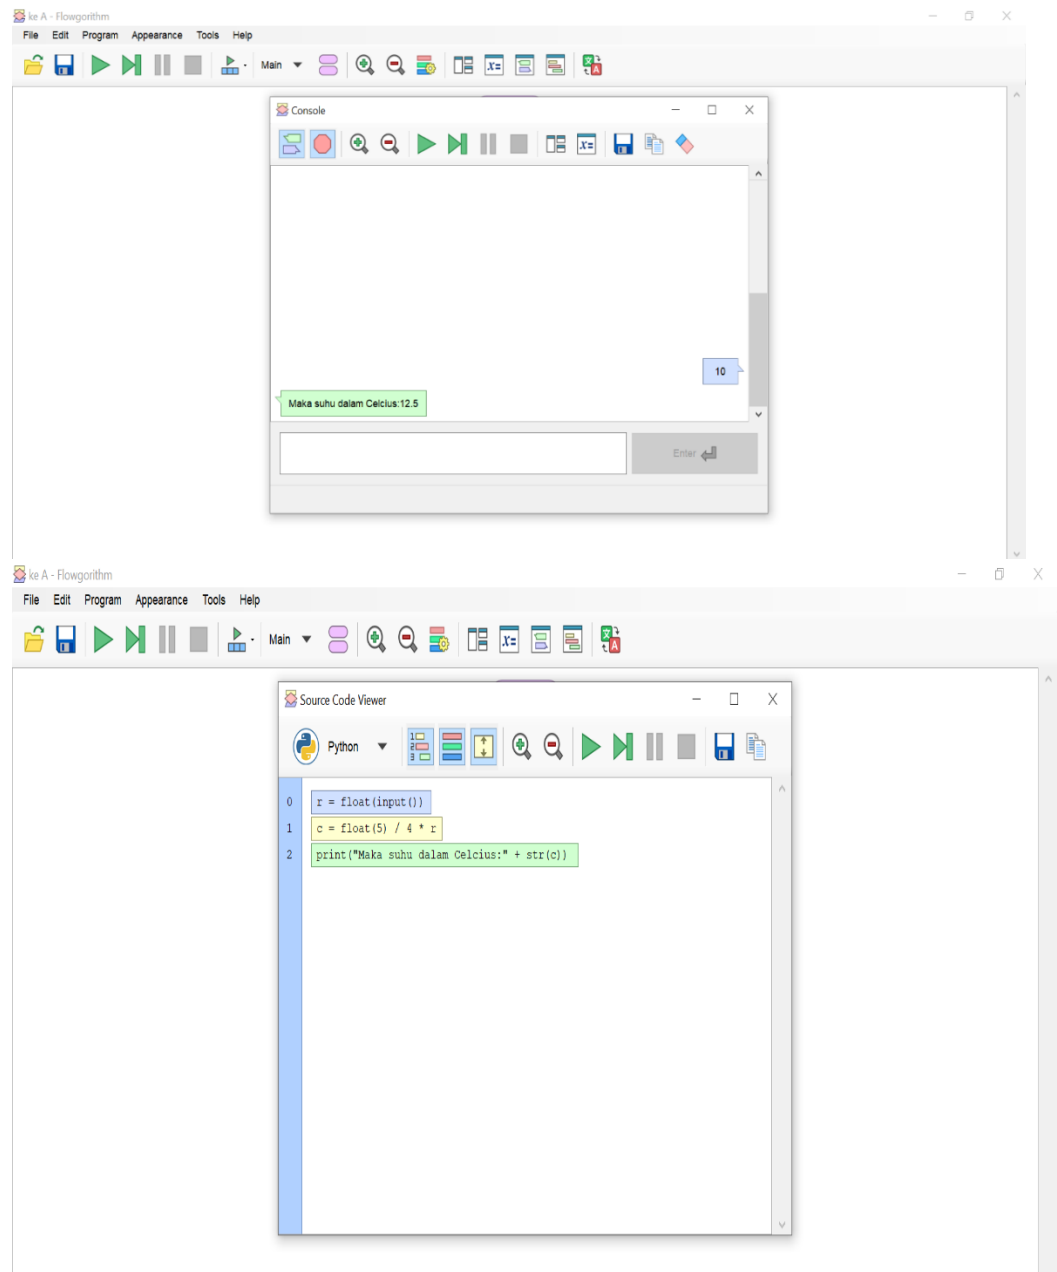 ke A - Flowgorithm
File Edit Program Appearance Tools Help
Main
Console
10
Maka suhu dalam Celcius:12.5
Enter
ke A - Flowgorithm
File Edit Program Appearance Tools Help
Main
Source Code Viewer
Python
0 r = float(input())
1 c = float(5) / 4 * r
2 print("Maka suhu dalam Celcius:" + str(c))